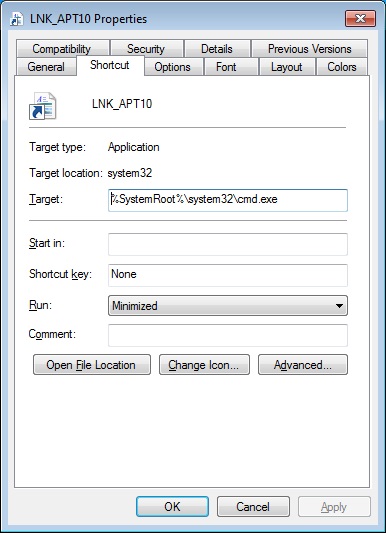 LNK_APT10 Properties
Compatibility Security Details Previous Versions
General Shortcut Options Font Layout Colors
LNK_APT10
Target type: Application
Target location: system32
Target: %SystemRoot%\system32\cmd.exe
Start in:
Shortcut key: None
Run: Minimized
Comment:
Open File Location Change Icon... Advanced...
OK Cancel Apply